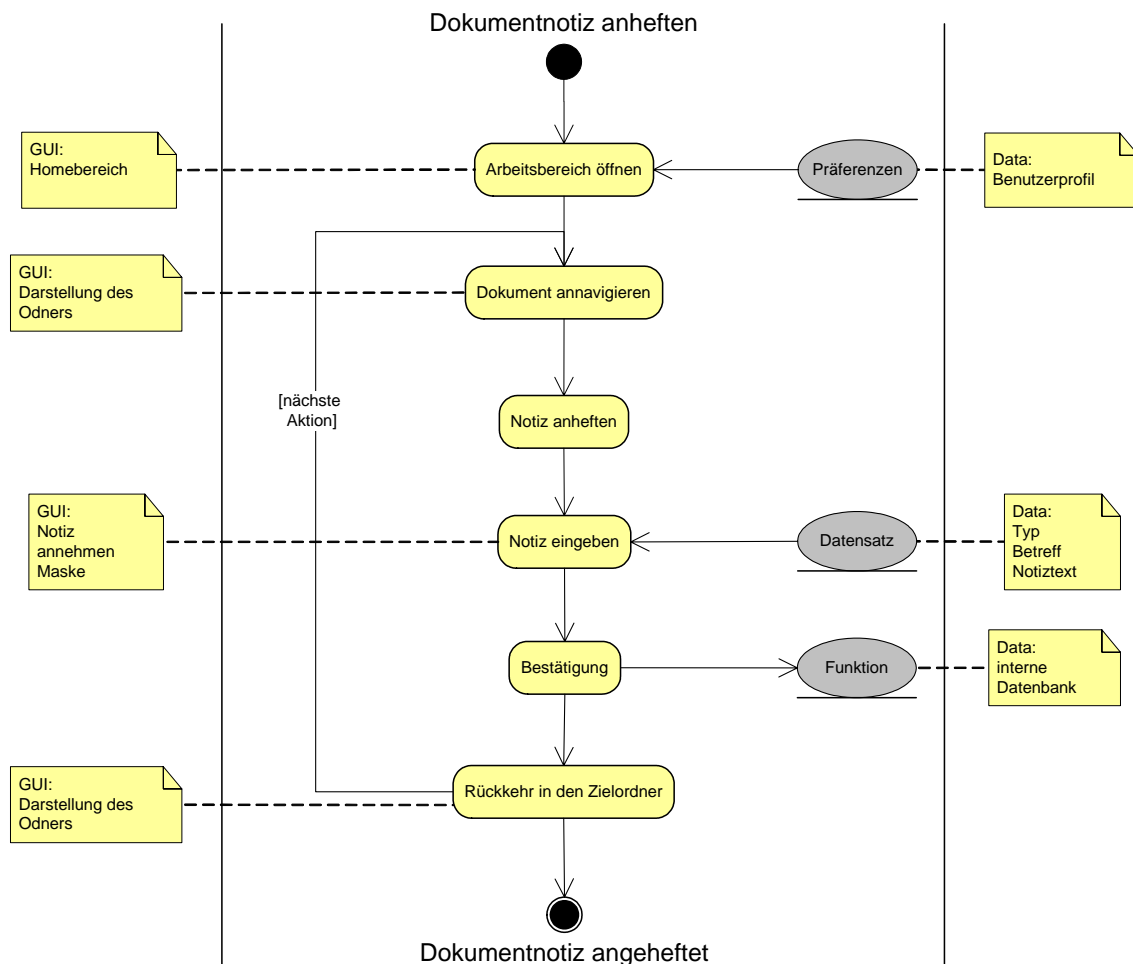 Dokumentnotiz anheften
GUI:
Homebereich
Arbeitsbereich öffnen
Präferenzen
Data:
Benutzerprofil
GUI:
Darstellung des
Odners
Dokument annavigieren
[nächste
Aktion]
Notiz anheften
GUI:
Notiz
annehmen
Maske
Notiz eingeben
Datensatz
Data:
Typ
Betreff
Notiztext
Bestätigung
Funktion
Data:
interne
Datenbank
GUI:
Darstellung des
Odners
Rückkehr in den Zielordner
Dokumentnotiz angeheftet